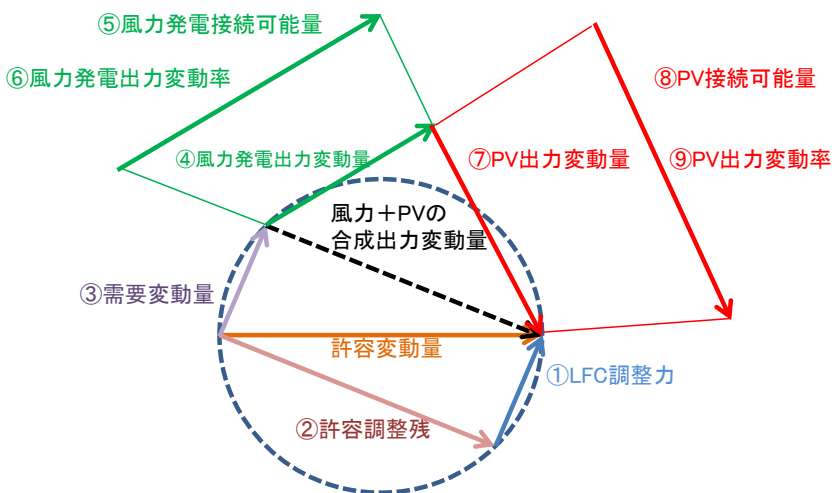 ⑤風力発電接続可能量
⑥風力発電出力変動率
⑧PV接続可能量
④風力発電出力変動量
⑦PV出力変動量
⑨PV出力変動率
風力＋PVの
合成出力変動量
③需要変動量
許容変動量
①LFC調整力
②許容調整残